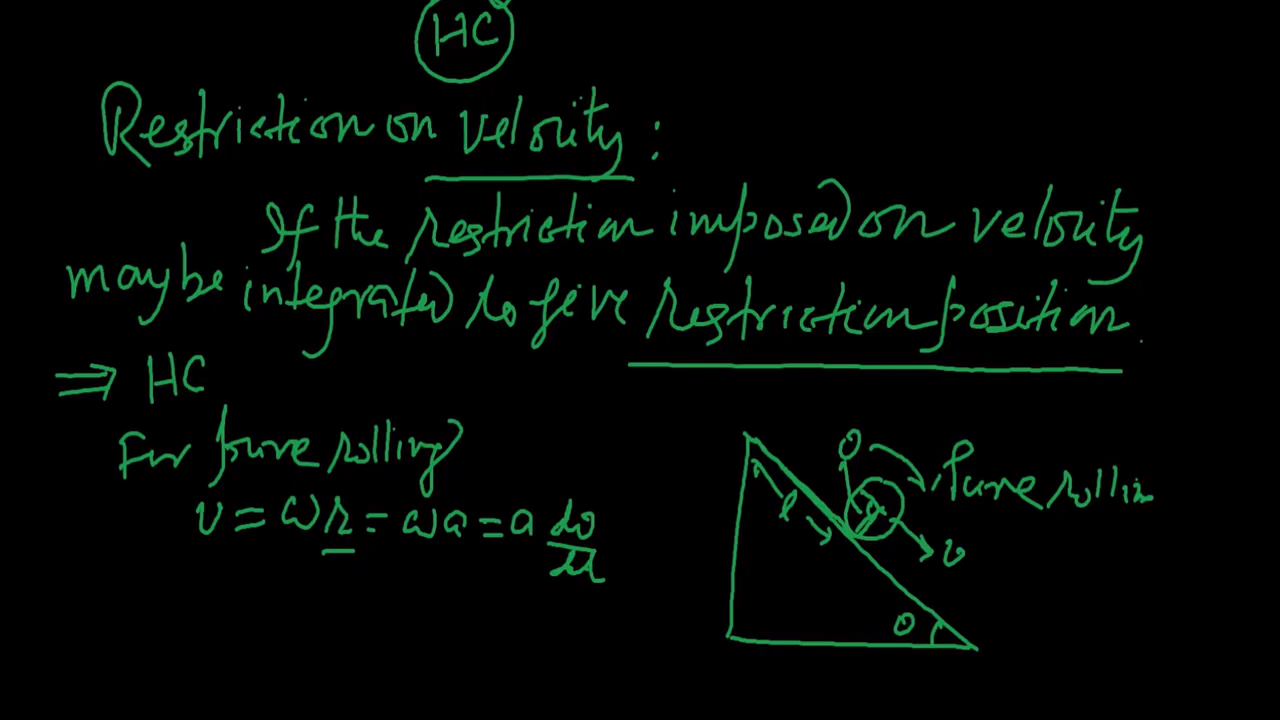 HC
Restriction on velocity :
If the restriction imposed on velocity
may be integrated to give restriction position.
⇒ HC
For pure rolling
v = ωr = ωa = a dθ/dt
θ
Pure rollin
l
a
v
θ